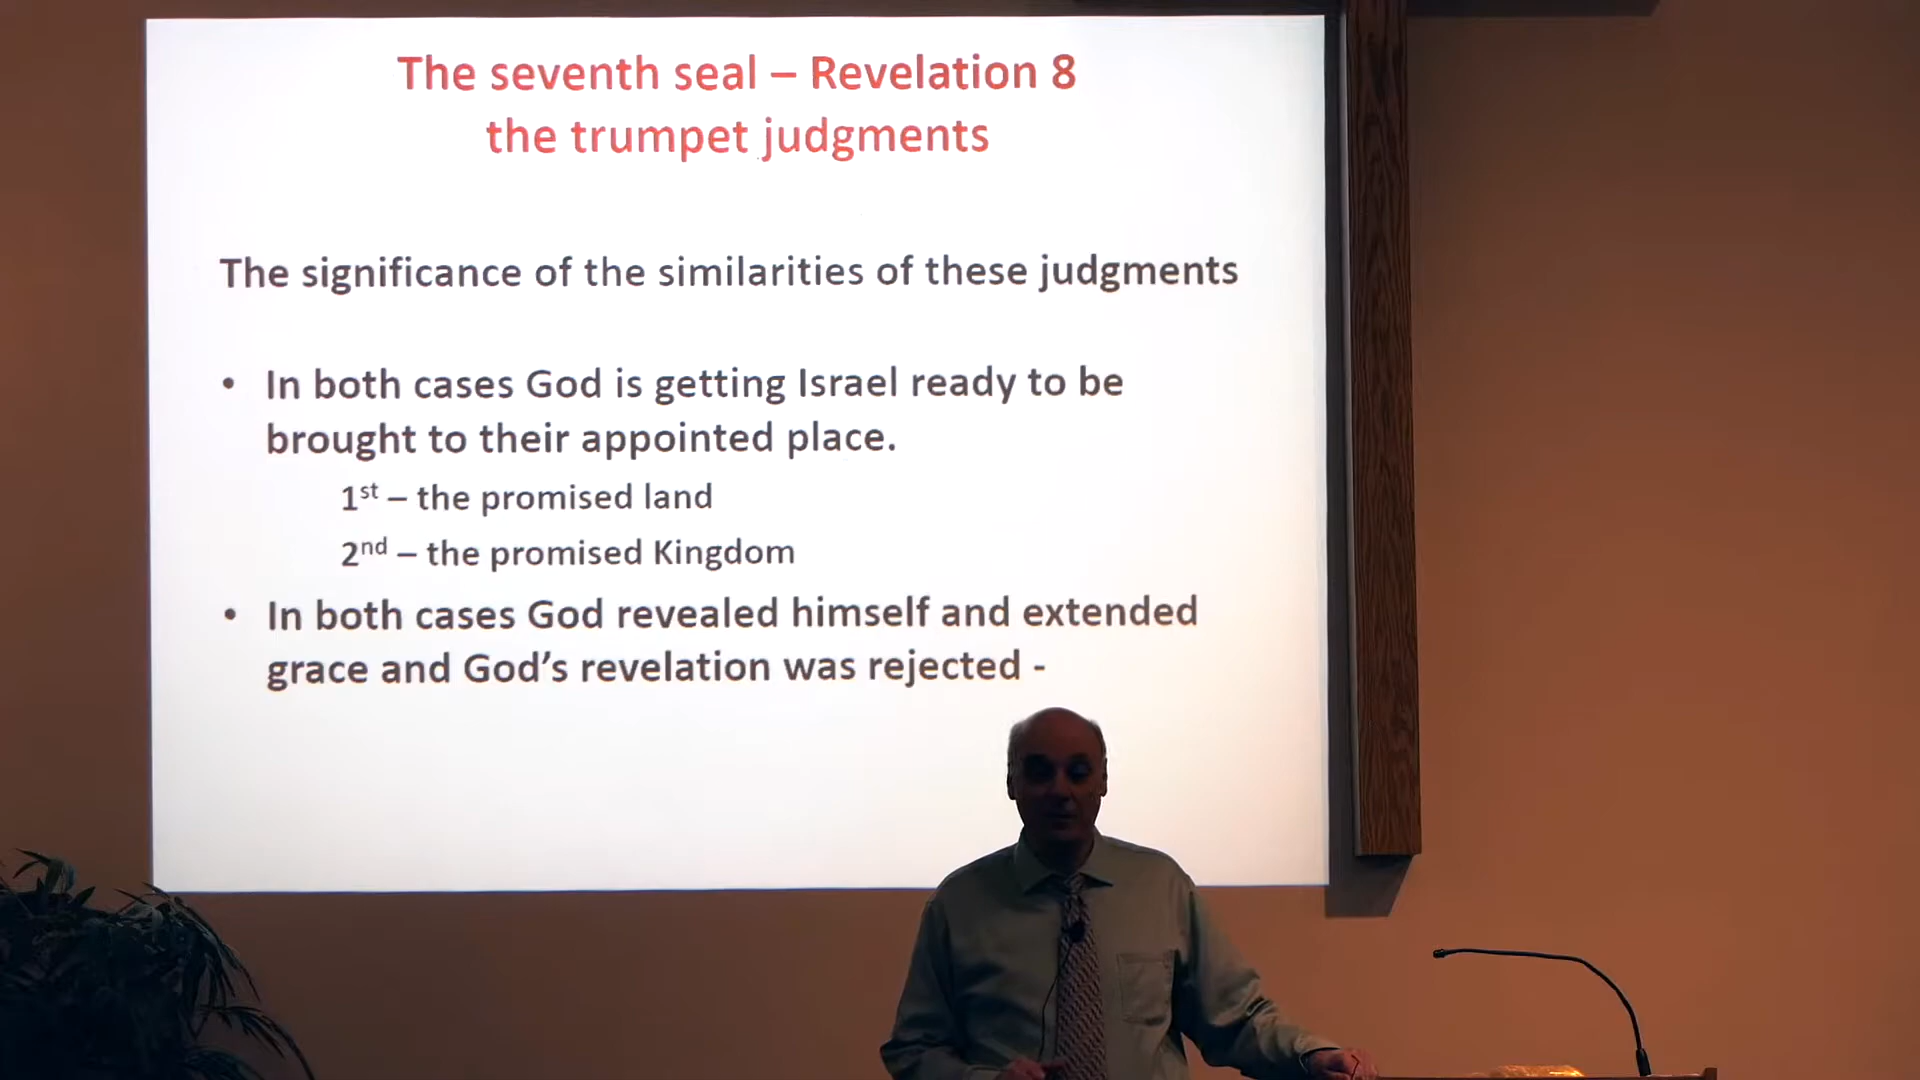 The seventh seal – Revelation 8
the trumpet judgments
The significance of the similarities of these judgments
• In both cases God is getting Israel ready to be
brought to their appointed place.
1st – the promised land
2nd – the promised Kingdom
• In both cases God revealed himself and extended
grace and God's revelation was rejected -